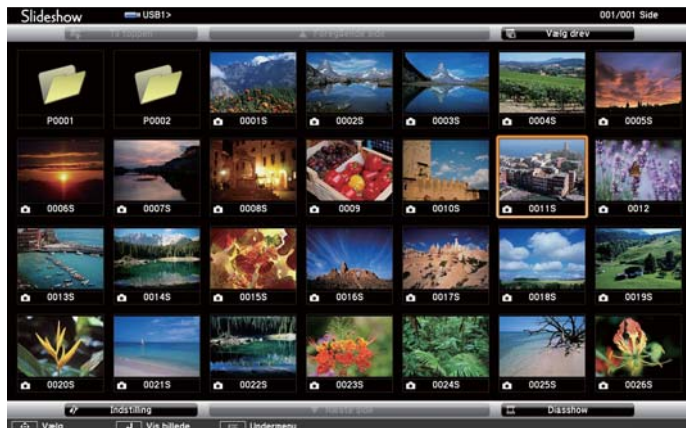 Slideshow USB1> 001/001 Side
Til toppen Foregående side Vælg drev
P0001 P0002 0001S 0002S 0003S 0004S 0005S
0006S 0007S 0008S 0009 0010S 0011S 0012
0013S 0014S 0015S 0016S 0017S 0018S 0019S
0020S 0021S 0022S 0023S 0024S 0025S 0026S
Indstilling Næste side Diasshow
Vælg Vis billede Undermenu